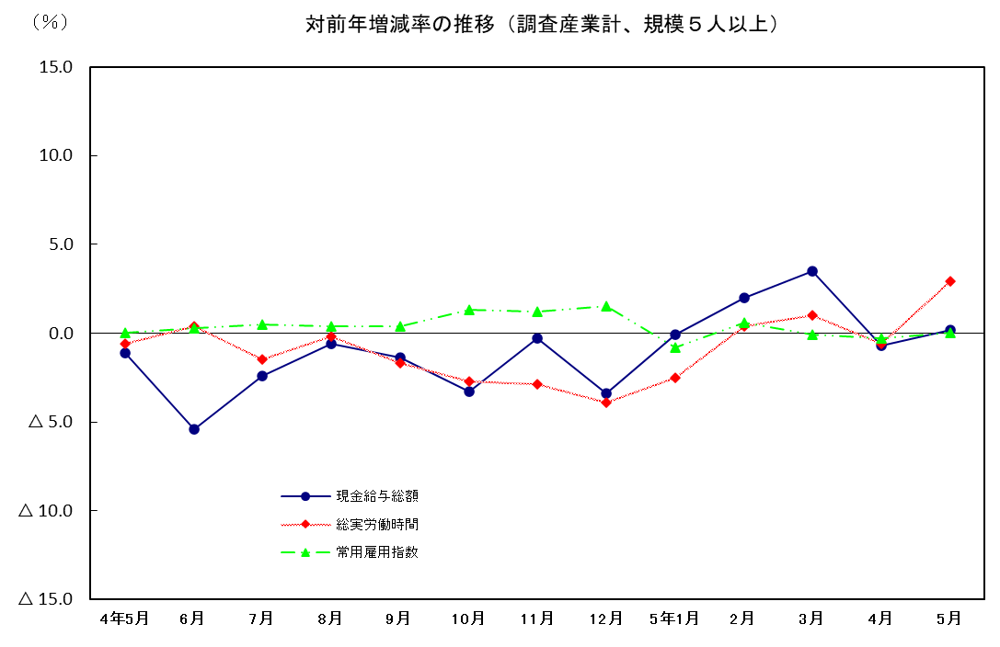 （％）
対前年増減率の推移（調査産業計、規模５人以上）
15.0
10.0
5.0
0.0
△ 5.0
△ 10.0
△ 15.0
現金給与総額
総実労働時間
常用雇用指数
4年5月 6月 7月 8月 9月 10月 11月 12月 5年1月 2月 3月 4月 5月